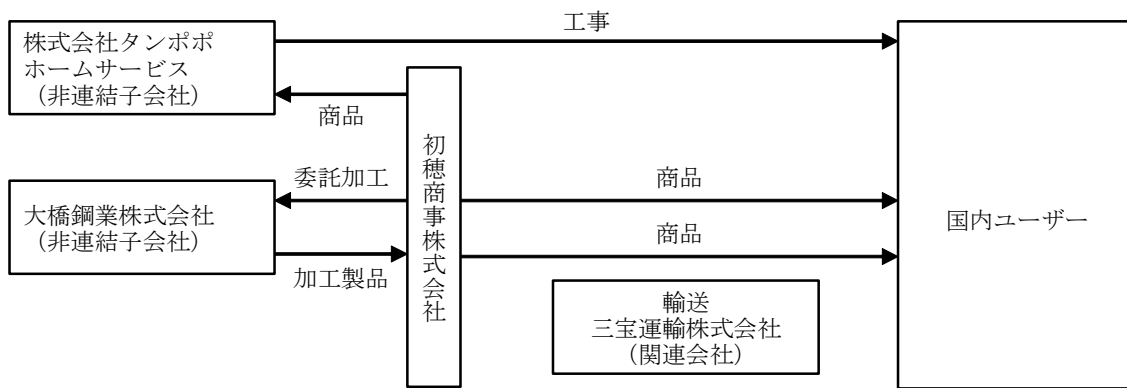 工事
株式会社タンポポ
ホームサービス
（非連結子会社）
商品
初穂商事株式会社
委託加工
商品
大橋鋼業株式会社
（非連結子会社）
国内ユーザー
商品
加工製品
輸送
三宝運輸株式会社
（関連会社）